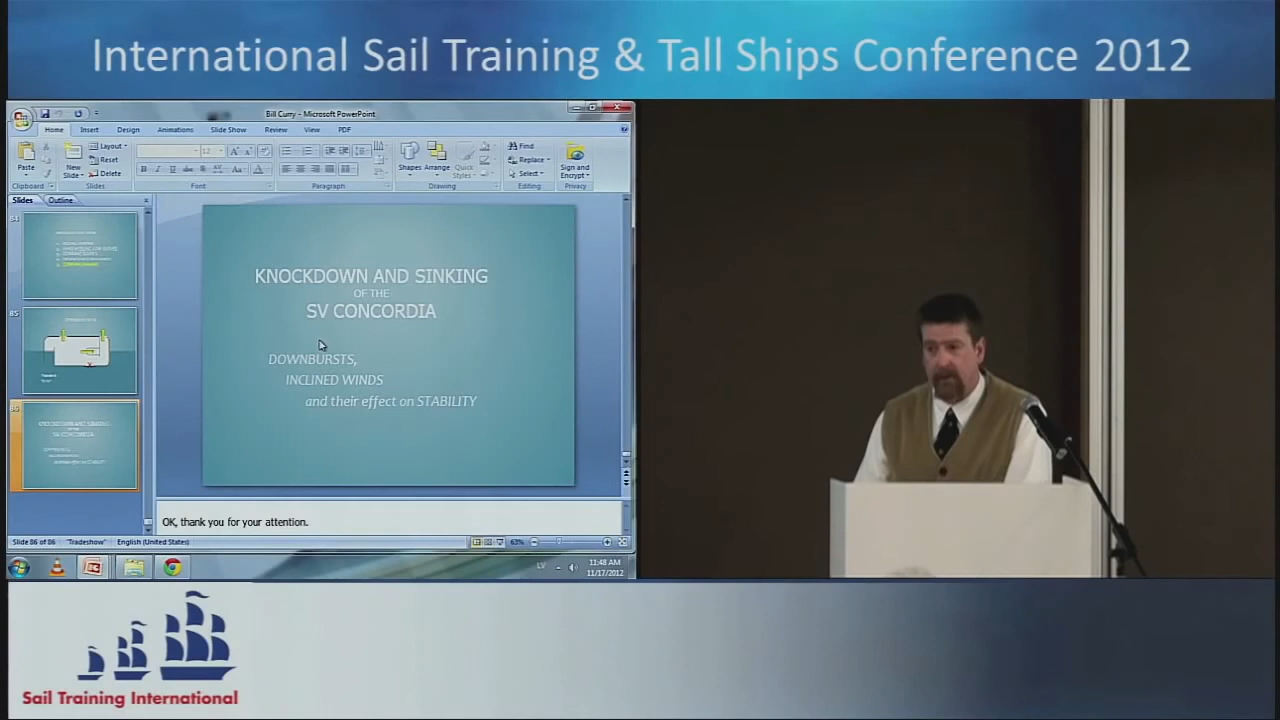 International Sail Training & Tall Ships Conference 2012
Bill Curry - Microsoft PowerPoint
Home Insert Design Animations Slide Show Review View PDF
Paste
New Slide
Layout
Reset
Delete
Shapes
Arrange
Quick Styles
Find
Replace
Select
Sign and Encrypt
Clipboard Slides Font Paragraph Drawing Editing Privacy
Slides Outline
84
85
86
KNOCKDOWN AND SINKING
OF THE
SV CONCORDIA
DOWNBURSTS,
INCLINED WINDS
and their effect on STABILITY
OK, thank you for your attention.
Slide 86 of 86 "Tradeshow" English (United States) 63%
LV
11:48 AM
11/17/2012
Sail Training International